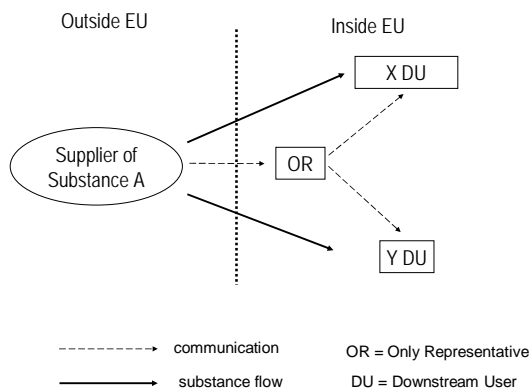 Outside EU
Inside EU
X DU
Supplier of
Substance A
OR
Y DU
communication
OR = Only Representative
substance flow
DU = Downstream User